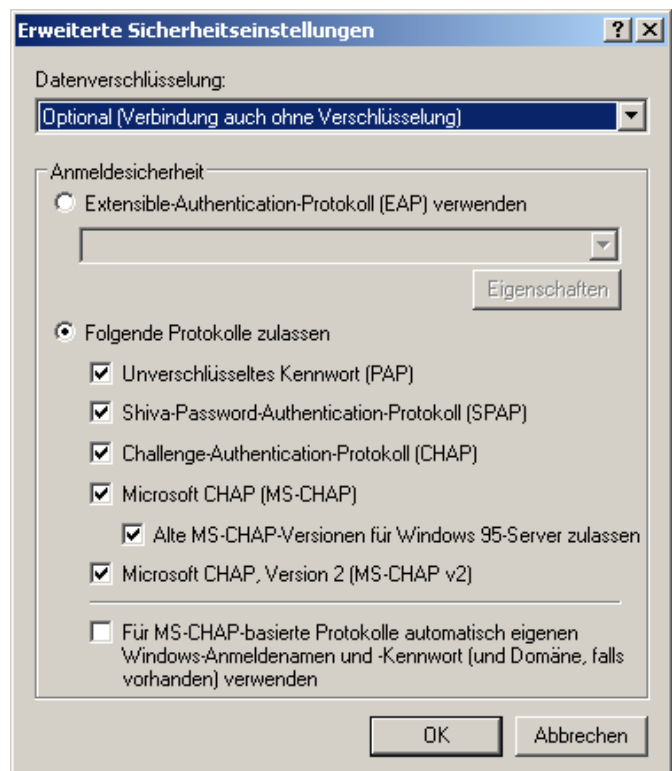 Erweiterte Sicherheitseinstellungen
Datenverschlüsselung:
Optional (Verbindung auch ohne Verschlüsselung)
Anmeldesicherheit
Extensible-Authentication-Protokoll (EAP) verwenden
Eigenschaften
Folgende Protokolle zulassen
Unverschlüsseltes Kennwort (PAP)
Shiva-Password-Authentication-Protokoll (SPAP)
Challenge-Authentication-Protokoll (CHAP)
Microsoft CHAP (MS-CHAP)
Alte MS-CHAP-Versionen für Windows 95-Server zulassen
Microsoft CHAP, Version 2 (MS-CHAP v2)
Für MS-CHAP-basierte Protokolle automatisch eigenen
Windows-Anmeldenamen und -Kennwort (und Domäne, falls
vorhanden) verwenden
OK Abbrechen